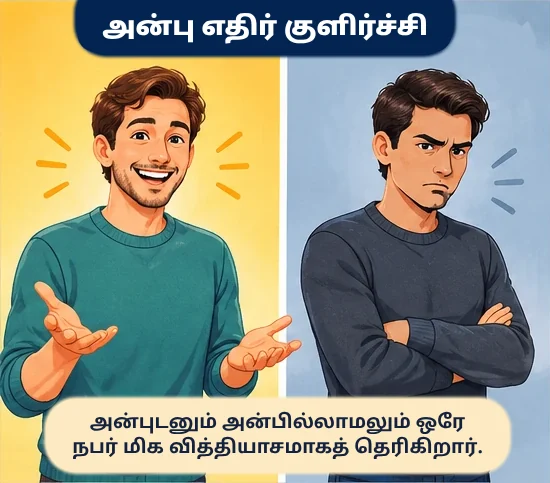 அன்பு எதிர் குளிர்ச்சி
அன்புடனும் அன்பில்லாமலும் ஒரே
நபர் மிக வித்தியாசமாகத் தெரிகிறார்.